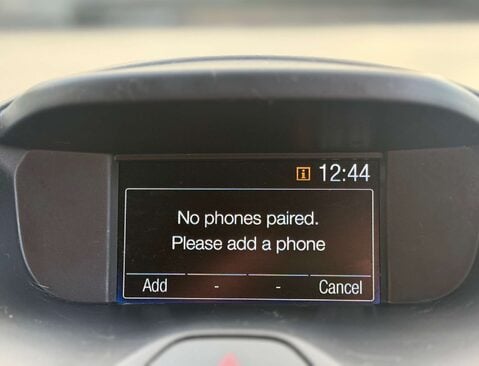 12:44
No phones paired.
Please add a phone
Add - - Cancel